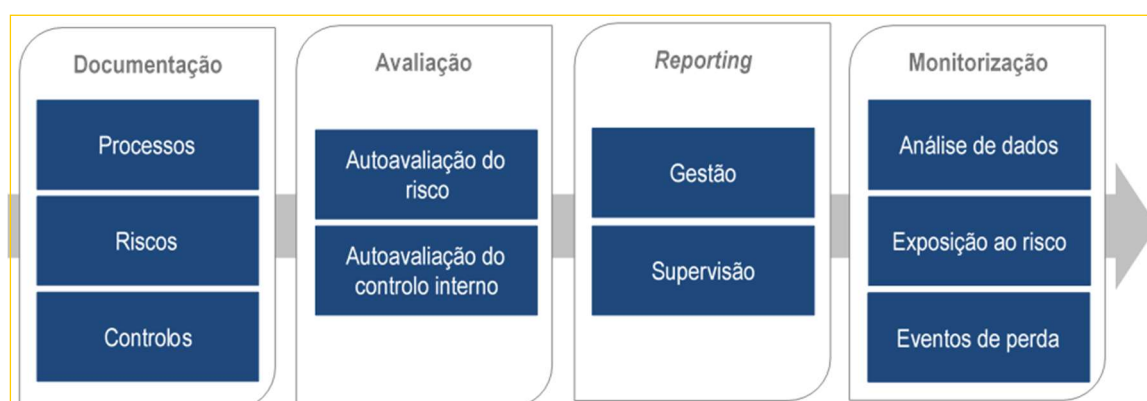 Documentação
Processos
Riscos
Controlos
Avaliação
Autoavaliação do
risco
Autoavaliação do
controlo interno
Reporting
Gestão
Supervisão
Monitorização
Análise de dados
Exposição ao risco
Eventos de perda